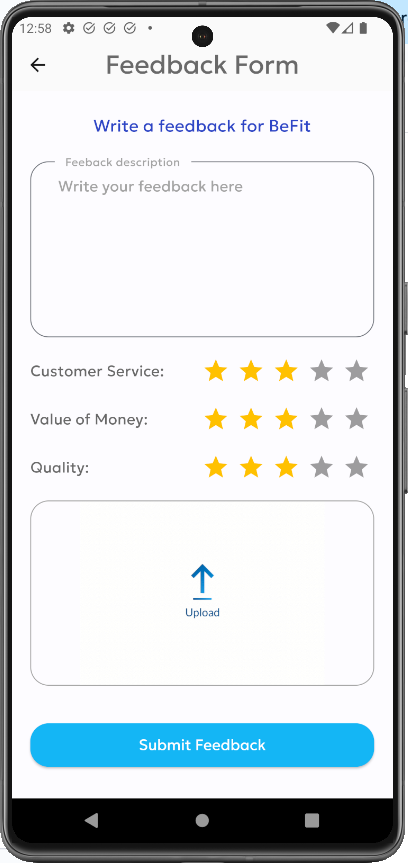 12:58
Feedback Form
Write a feedback for BeFit
Feeback description
Write your feedback here
Customer Service:
Value of Money:
Quality:
Upload
Submit Feedback